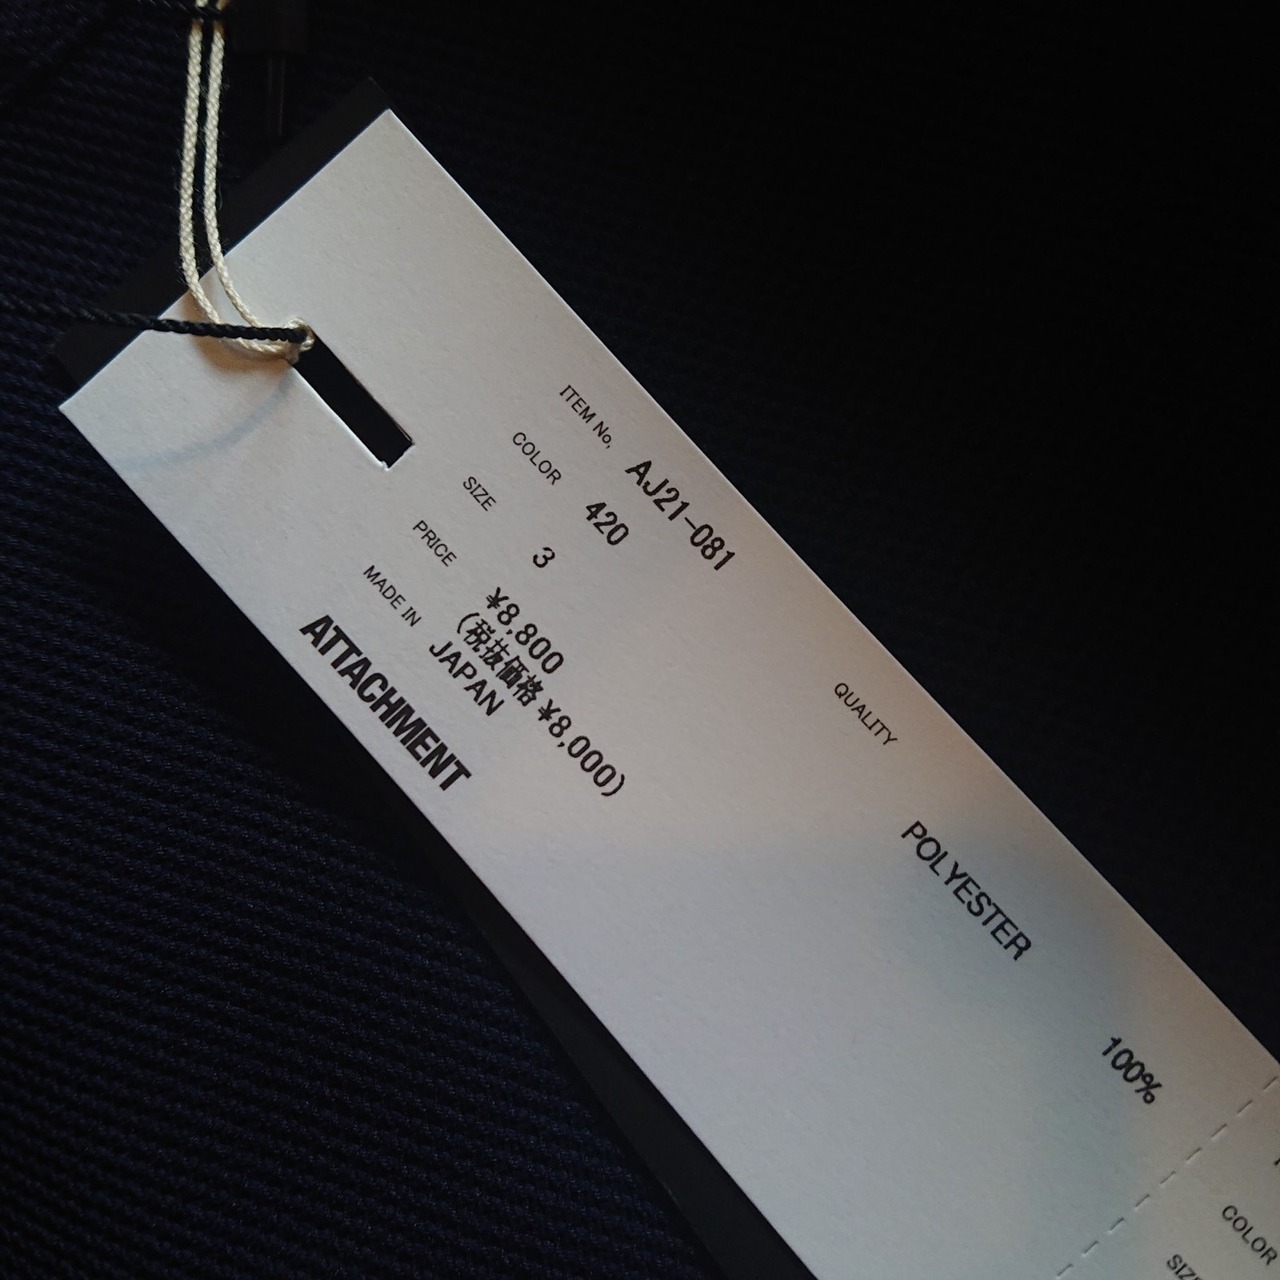 ITEM No, AJ21-081
COLOR 420
SIZE 3
PRICE ¥8,800
(税抜価格 ¥8,000)
MADE IN JAPAN
ATTACHMENT
QUALITY
POLYESTER 100%
COLOR